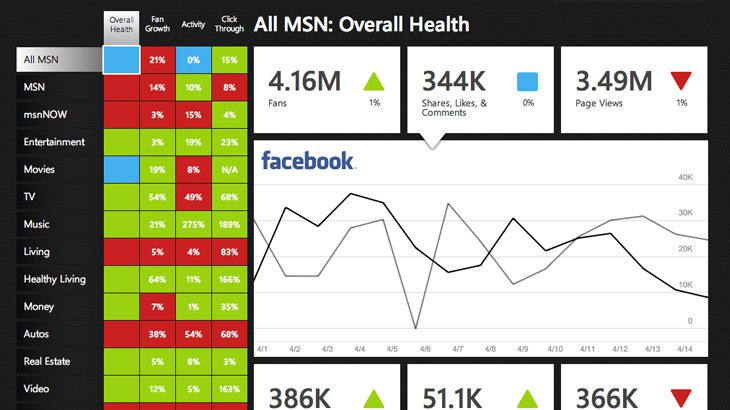 Overall Health
Fan Growth
Activity
Click Through
All MSN: Overall Health
All MSN 21% 0% 15%
MSN 14% 10% 8%
msnNOW 3% 15% 4%
Entertainment 3% 19% 23%
Movies 19% 8% N/A
TV 54% 49% 68%
Music 21% 275% 189%
Living 5% 4% 83%
Healthy Living 64% 11% 166%
Money 7% 1% 35%
Autos 38% 54% 68%
Real Estate 5% 8% 3%
Video 12% 5% 163%
4.16M
Fans
1%
344K
Shares, Likes, &
Comments
0%
3.49M
Page Views
1%
facebook
40K
30K
20K
10K
0
4/1 4/2 4/3 4/4 4/5 4/6 4/7 4/8 4/9 4/10 4/11 4/12 4/13 4/14
386K
51.1K
366K